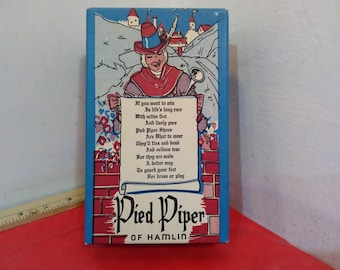 If you want to win
In life's long race
With active feet
And lively pace
Pied Piper Shoes
Are What to wear
They'll flex and bend
And seldom tear
For they are made
A better way
To guard your feet
For dress or play
Pied Piper
OF HAMLIN